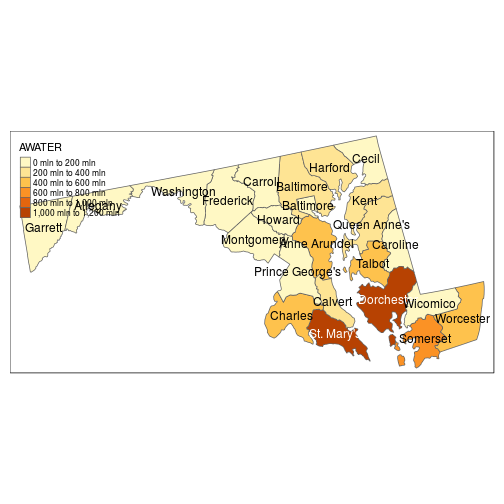 AWATER
0 mln to 200 mln
200 mln to 400 mln
400 mln to 600 mln
600 mln to 800 mln
800 mln to 1,000 mln
1,000 mln to 1,200 mln
Cecil
Harford
Carroll
Baltimore
Washington
Frederick
Allegany
Garrett
Baltimore
Kent
Howard
Queen Anne's
Montgomery
Anne Arundel
Caroline
Talbot
Prince George's
Calvert
Dorchester
Wicomico
Charles
Worcester
St. Mary's
Somerset